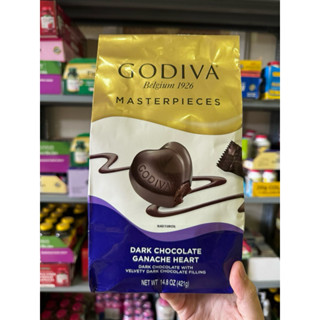 GODIVA
Belgium 1926
MASTERPIECES
GODIVA
DARK CHOCOLATE
GANACHE HEART
DARK CHOCOLATE WITH
VELVETY DARK CHOCOLATE FILLING
NET WT 14.8 OZ (421g)